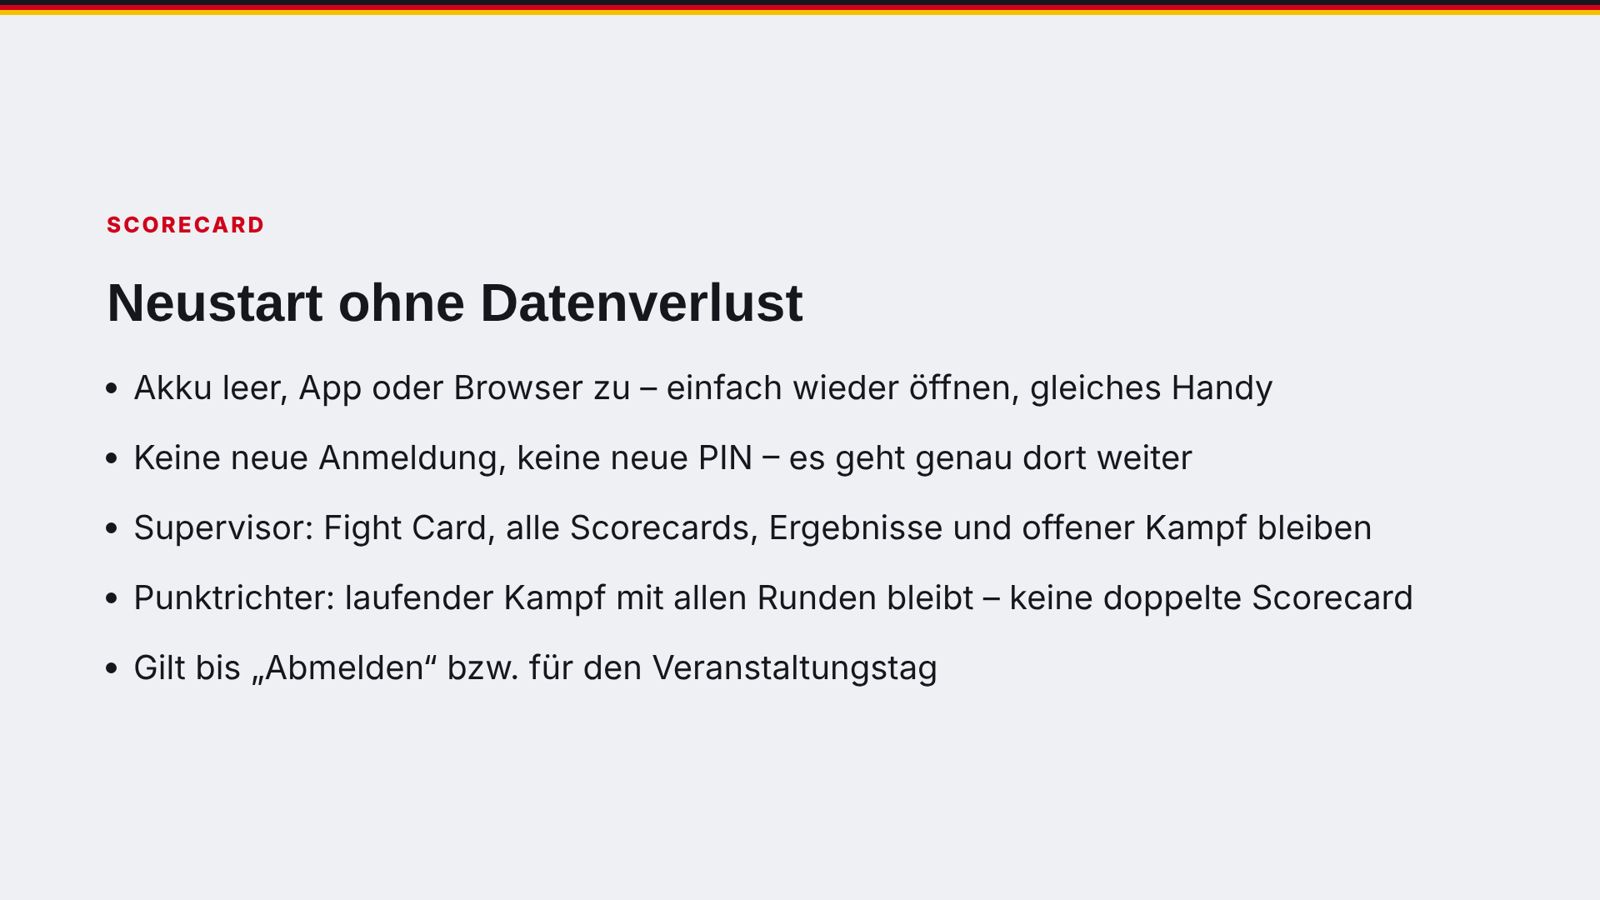 SCORECARD
Neustart ohne Datenverlust
• Akku leer, App oder Browser zu – einfach wieder öffnen, gleiches Handy
• Keine neue Anmeldung, keine neue PIN – es geht genau dort weiter
• Supervisor: Fight Card, alle Scorecards, Ergebnisse und offener Kampf bleiben
• Punktrichter: laufender Kampf mit allen Runden bleibt – keine doppelte Scorecard
• Gilt bis „Abmelden“ bzw. für den Veranstaltungstag